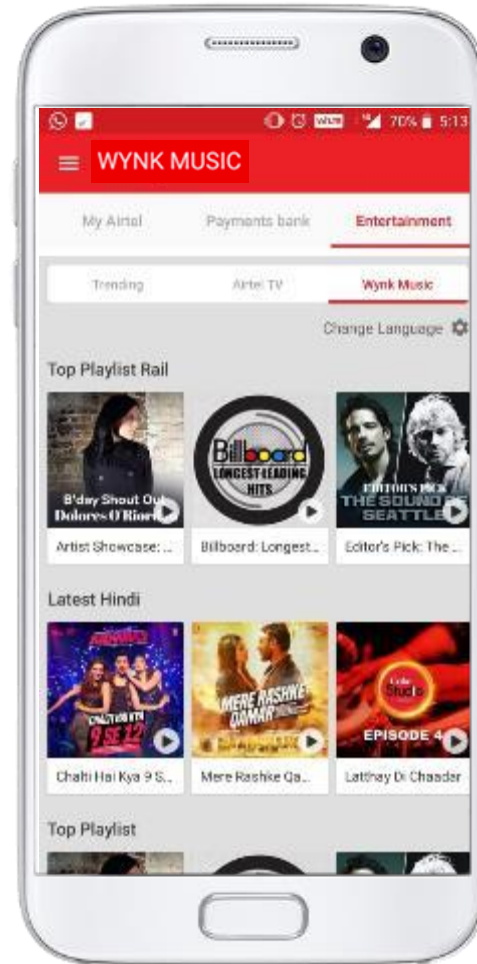 70% 5:13
WYNK MUSIC
My Airtel Payments bank Entertainment
Trending Airtel TV Wynk Music
Change Language
Top Playlist Rail
B'day Shout Out
Dolores O'Riordan
Billboard
LONGEST-LEADING
HITS
EDITOR'S PICK
THE SOUND OF
SEATTLE
Artist Showcase: ... Billboard: Longest... Editor's Pick: The ...
Latest Hindi
CHALTI HAI KYA
9 SE 12
MERE RASHKE
QAMAR
Coke
Studio
EPISODE 4
Chalti Hai Kya 9 S... Mere Rashke Qa... Latthay Di Chaadar
Top Playlist